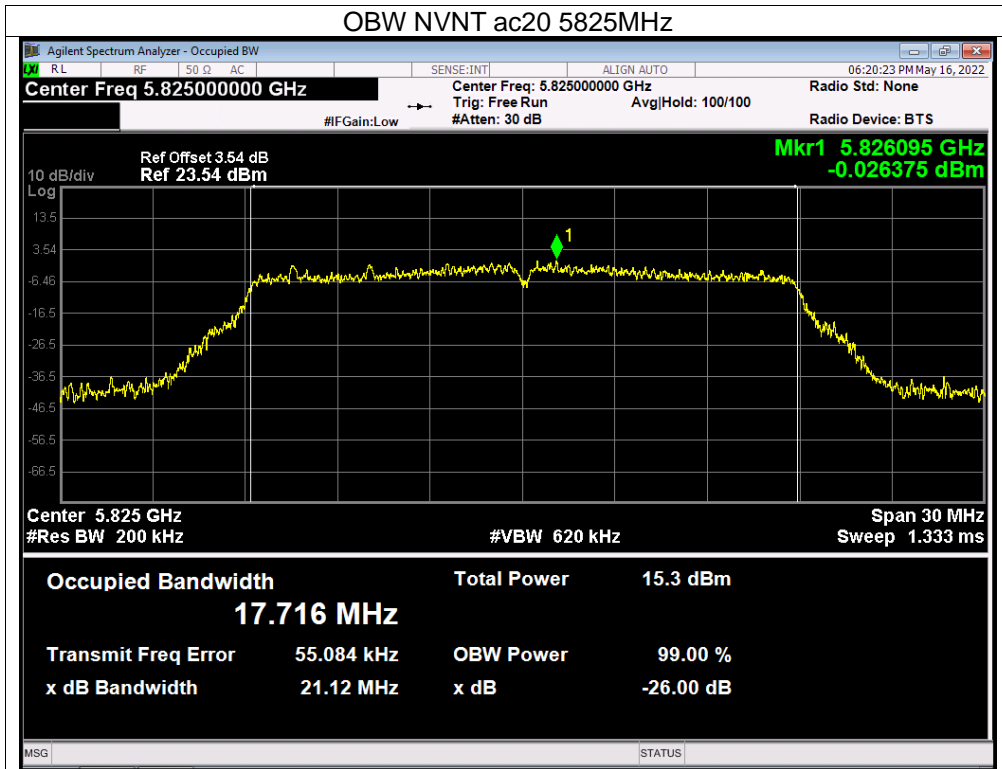 OBW NVNT ac20 5825MHz
Agilent Spectrum Analyzer - Occupied BW
LXI RL RF 50 Ω AC SENSE:INT ALIGN AUTO 06:20:23 PM May 16, 2022
Center Freq 5.825000000 GHz Center Freq: 5.825000000 GHz Radio Std: None
Trig: Free Run Avg|Hold: 100/100
#IFGain:Low #Atten: 30 dB Radio Device: BTS
Ref Offset 3.54 dB Mkr1 5.826095 GHz
10 dB/div Ref 23.54 dBm -0.026375 dBm
Log
13.5
1
3.54
-6.46
-16.5
-26.5
-36.5
-46.5
-56.5
-66.5
Center 5.825 GHz Span 30 MHz
#Res BW 200 kHz #VBW 620 kHz Sweep 1.333 ms
Occupied Bandwidth Total Power 15.3 dBm
17.716 MHz
Transmit Freq Error 55.084 kHz OBW Power 99.00 %
x dB Bandwidth 21.12 MHz x dB -26.00 dB
MSG STATUS